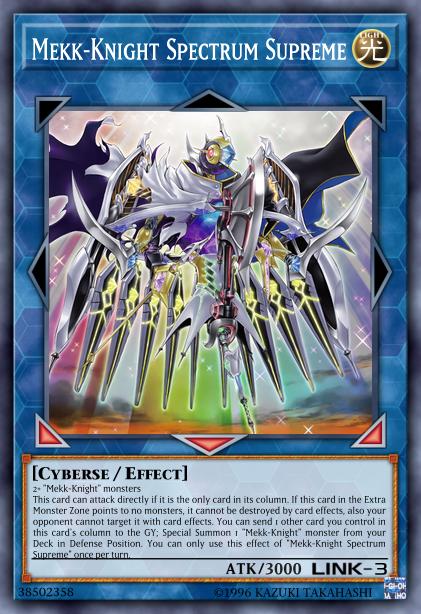 MEKK-KNIGHT SPECTRUM SUPREME
LIGHT
光
[CYBERSE / EFFECT]
2+ "Mekk-Knight" monsters
This card can attack directly if it is the only card in its column. If this card in the Extra
Monster Zone points to no monsters, it cannot be destroyed by card effects, also your
opponent cannot target it with card effects. You can send 1 other card you control in
this card's column to the GY; Special Summon 1 "Mekk-Knight" monster from your
Deck in Defense Position. You can only use this effect of "Mekk-Knight Spectrum
Supreme" once per turn.
ATK/3000 LINK-3
38502358 ©1996 KAZUKI TAKAHASHI